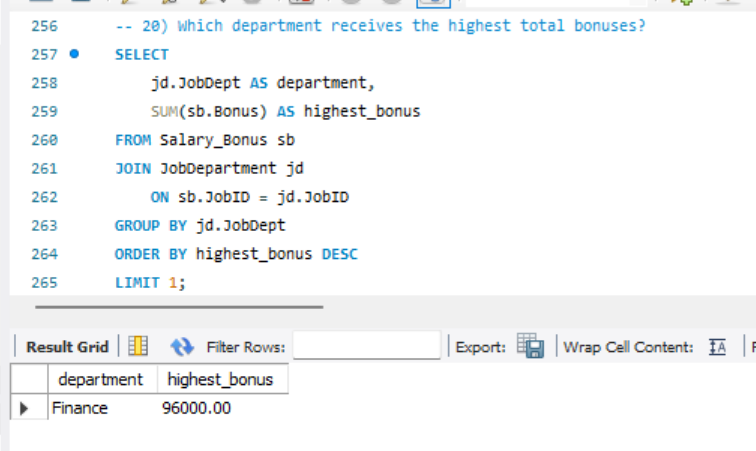 256 -- 20) Which department receives the highest total bonuses?
257 SELECT
258 jd.JobDept AS department,
259 SUM(sb.Bonus) AS highest_bonus
260 FROM Salary_Bonus sb
261 JOIN JobDepartment jd
262 ON sb.JobID = jd.JobID
263 GROUP BY jd.JobDept
264 ORDER BY highest_bonus DESC
265 LIMIT 1;
Result Grid Filter Rows: Export: Wrap Cell Content: IA
department highest_bonus
Finance 96000.00